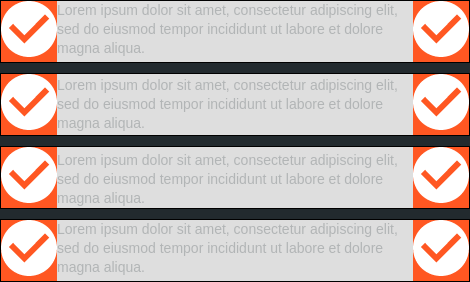 Lorem ipsum dolor sit amet, consectetur adipiscing elit,
sed do eiusmod tempor incididunt ut labore et dolore
magna aliqua.
Lorem ipsum dolor sit amet, consectetur adipiscing elit,
sed do eiusmod tempor incididunt ut labore et dolore
magna aliqua.
Lorem ipsum dolor sit amet, consectetur adipiscing elit,
sed do eiusmod tempor incididunt ut labore et dolore
magna aliqua.
Lorem ipsum dolor sit amet, consectetur adipiscing elit,
sed do eiusmod tempor incididunt ut labore et dolore
magna aliqua.